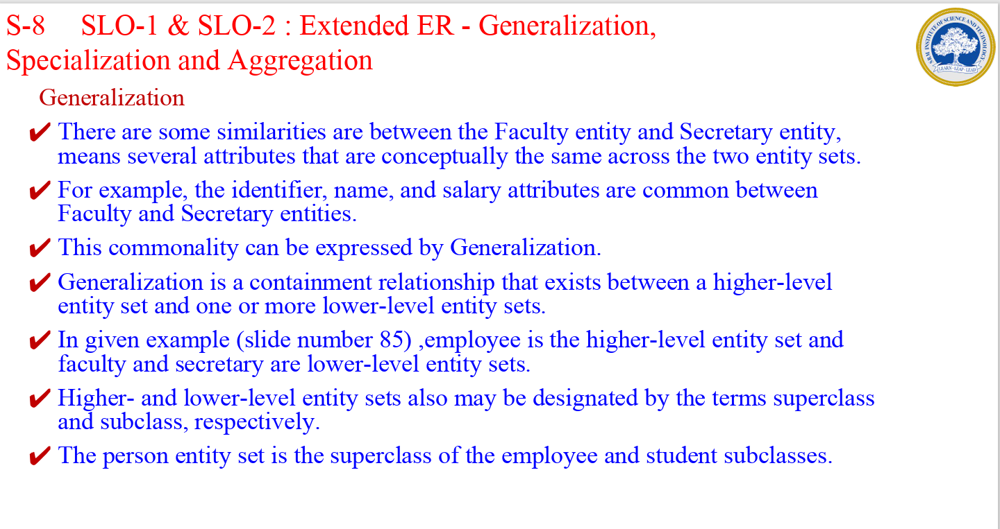 S-8 SLO-1 & SLO-2 : Extended ER - Generalization,
Specialization and Aggregation
SRM INSTITUTE OF SCIENCE AND TECHNOLOGY
LEARN - LEAP - LEAD
Generalization
✔ There are some similarities are between the Faculty entity and Secretary entity,
means several attributes that are conceptually the same across the two entity sets.
✔ For example, the identifier, name, and salary attributes are common between
Faculty and Secretary entities.
✔ This commonality can be expressed by Generalization.
✔ Generalization is a containment relationship that exists between a higher-level
entity set and one or more lower-level entity sets.
✔ In given example (slide number 85) ,employee is the higher-level entity set and
faculty and secretary are lower-level entity sets.
✔ Higher- and lower-level entity sets also may be designated by the terms superclass
and subclass, respectively.
✔ The person entity set is the superclass of the employee and student subclasses.